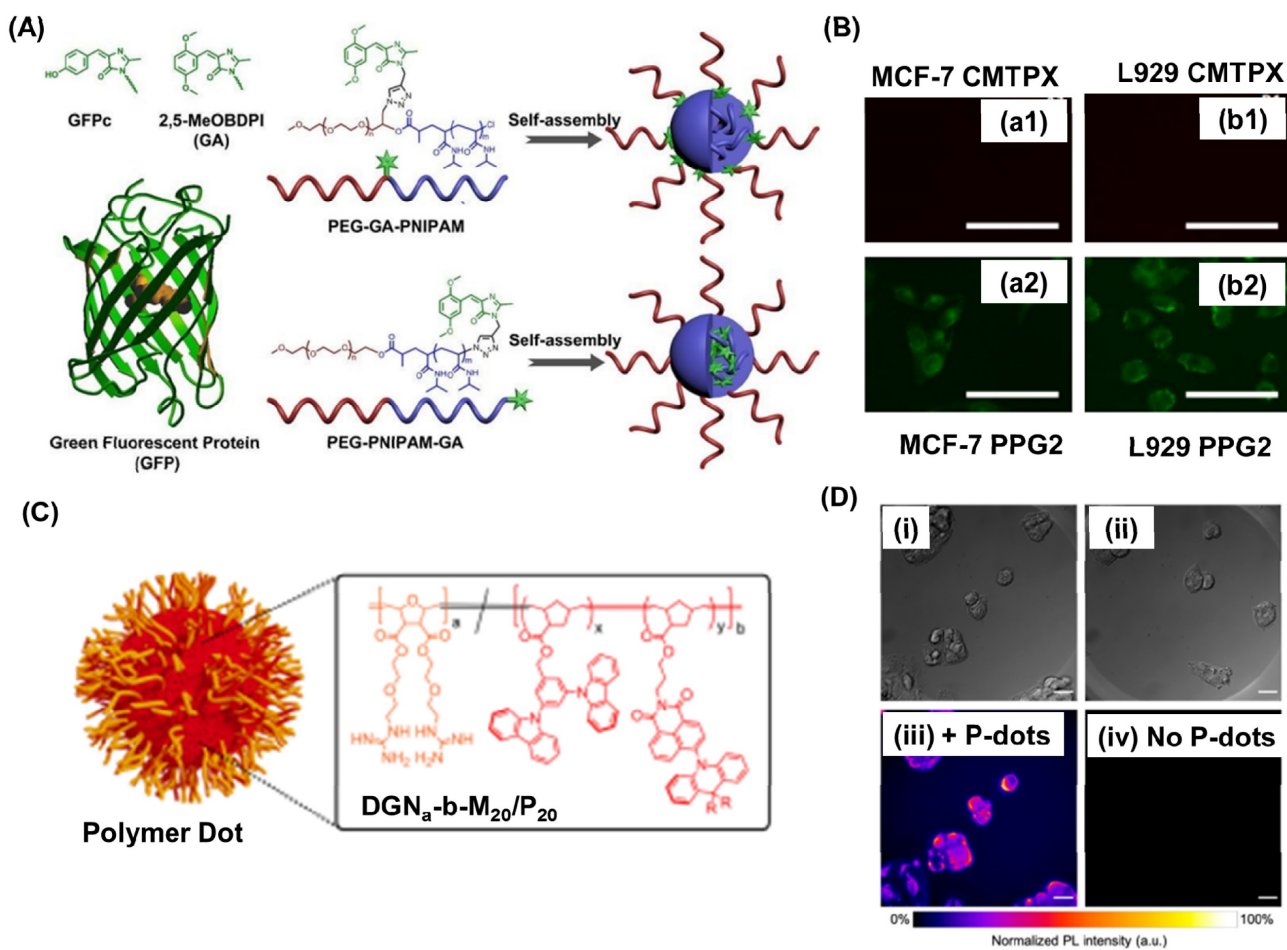 (A)
GFPc
2,5-MeOBDPI
(GA)
Self-assembly
PEG-GA-PNIPAM
Self-assembly
PEG-PNIPAM-GA
Green Fluorescent Protein
(GFP)
(B)
MCF-7 CMTPX
L929 CMTPX
(a1)
(b1)
(a2)
(b2)
MCF-7 PPG2
L929 PPG2
(C)
Polymer Dot
DGNa-b-M20/P20
(D)
(i)
(ii)
(iii) + P-dots
(iv) No P-dots
0%
100%
Normalized PL intensity (a.u.)